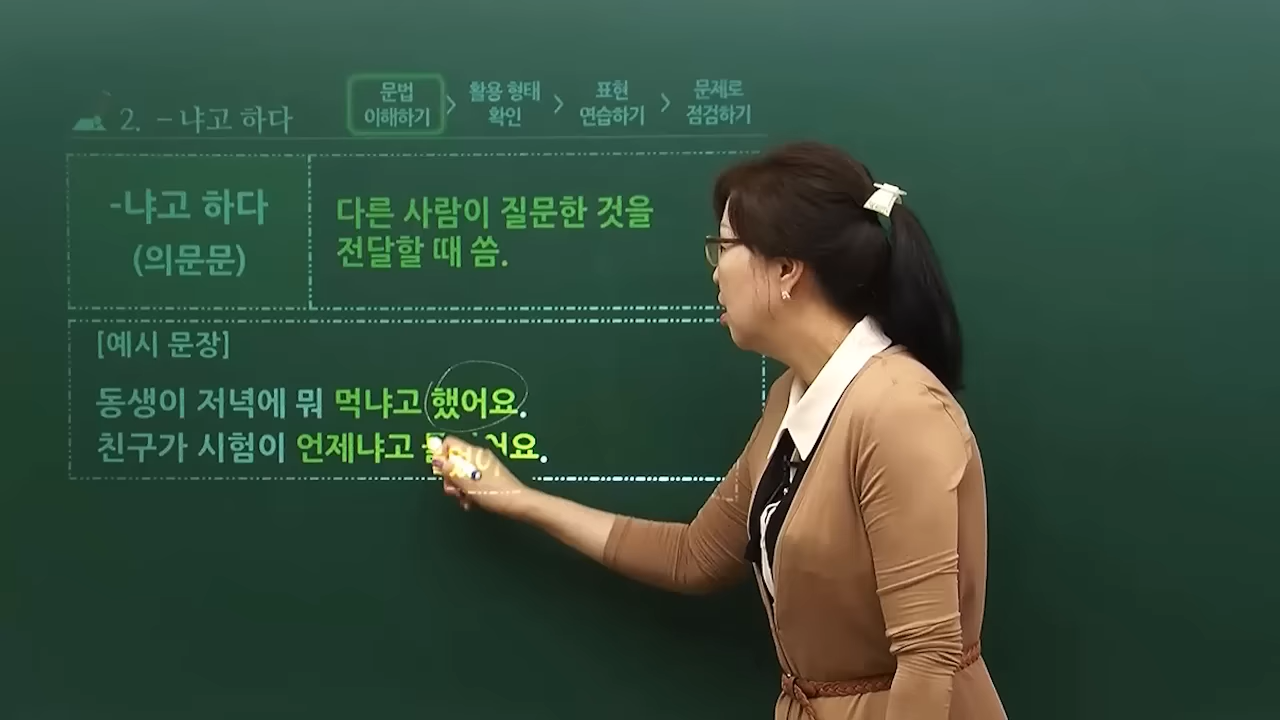 2. -냐고 하다
문법
이해하기
>
활용 형태
확인
>
표현
연습하기
>
문제로
점검하기
-냐고 하다
(의문문)
다른 사람이 질문한 것을
전달할 때 씀.
[예시 문장]
동생이 저녁에 뭐 먹냐고 했어요.
친구가 시험이 언제냐고